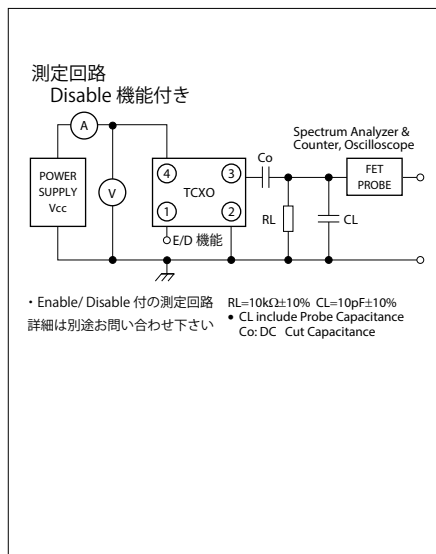 測定回路
Disable 機能付き
A
POWER
SUPPLY
Vcc
V
4
3
TCXO
1
2
E/D 機能
Co
RL
CL
Spectrum Analyzer &
Counter, Oscilloscope
FET
PROBE
・Enable/ Disable 付の測定回路
詳細は別途お問い合わせ下さい
RL=10kΩ±10% CL=10pF±10%
• CL include Probe Capacitance
Co: DC Cut Capacitance